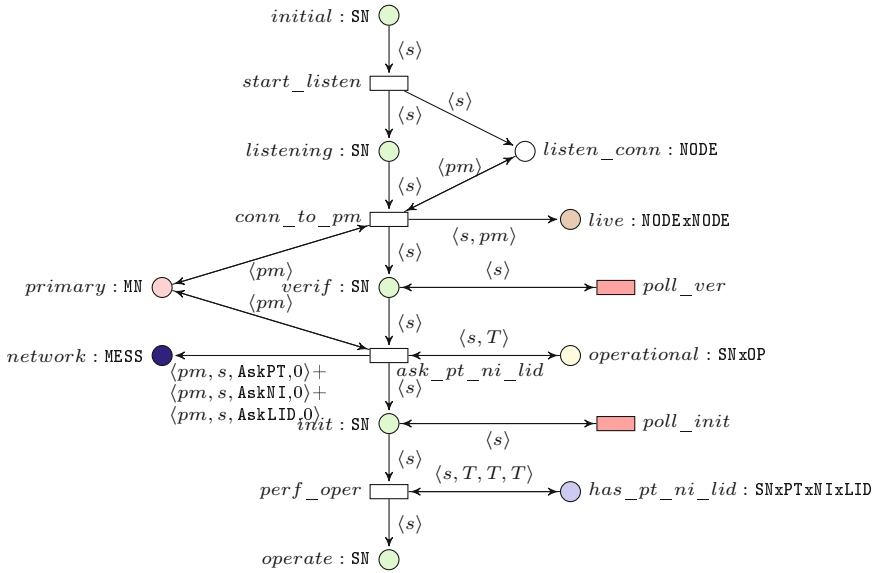 initial : SN
⟨s⟩
start_listen
⟨s⟩
⟨s⟩
listening : SN
listen_conn : NODE
⟨pm⟩
⟨s⟩
conn_to_pm
live : NODExNODE
⟨s, pm⟩
⟨s⟩
⟨pm⟩
⟨s⟩
primary : MN
verif : SN
poll_ver
⟨pm⟩
⟨s⟩
⟨s, T⟩
network : MESS
operational : SNxOP
ask_pt_ni_lid
⟨pm, s, AskPT,0⟩+
⟨s⟩
⟨pm, s, AskNI,0⟩+
⟨pm, s, AskLID,0⟩
init : SN
poll_init
⟨s⟩
⟨s⟩
⟨s, T, T, T⟩
perf_oper
has_pt_ni_lid : SNxPTxNIxLID
⟨s⟩
operate : SN